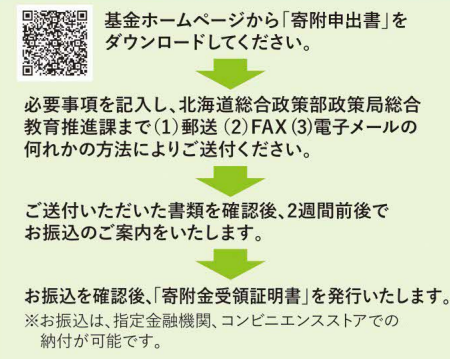 基金ホームページから「寄附申出書」を
ダウンロードしてください。
必要事項を記入し、北海道総合政策部政策局総合
教育推進課まで(1)郵送 (2)FAX (3)電子メールの
何れかの方法によりご送付ください。
ご送付いただいた書類を確認後、2週間前後で
お振込のご案内をいたします。
お振込を確認後、「寄附金受領証明書」を発行いたします。
※お振込は、指定金融機関、コンビニエンスストアでの
納付が可能です。